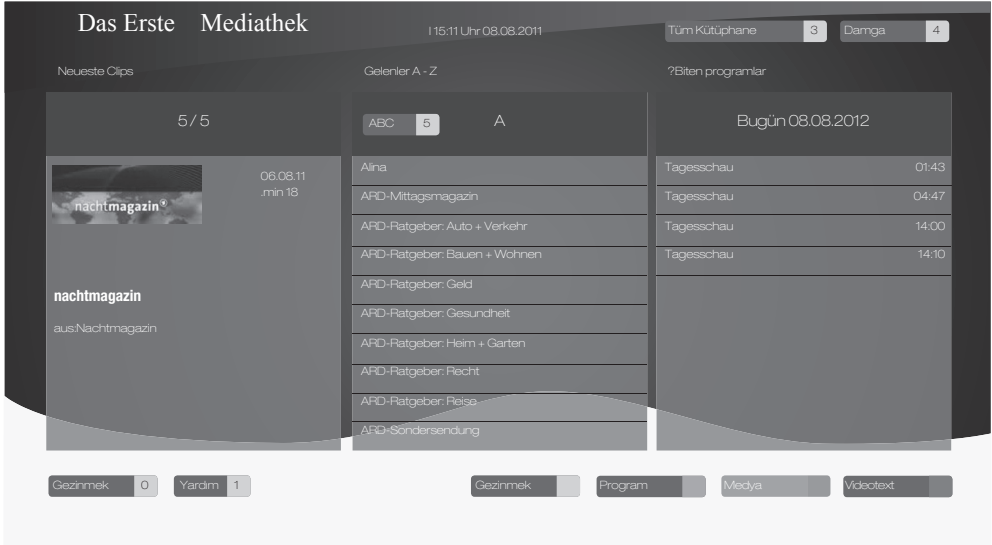 Das Erste Mediathek
| 15:11 Uhr 08.08.2011
Tüm Kütüphane 3
Damga 4
Neueste Clips
Gelenler A - Z
?Biten programlar
5 / 5
ABC 5
A
Bugün 08.08.2012
nachtmagazin
06.08.11
.min 18
nachtmagazin
aus:Nachtmagazin
Alina
ARD-Mittagsmagazin
ARD-Ratgeber: Auto + Verkehr
ARD-Ratgeber: Bauen + Wohnen
ARD-Ratgeber: Geld
ARD-Ratgeber: Gesundheit
ARD-Ratgeber: Heim + Garten
ARD-Ratgeber: Recht
ARD-Ratgeber: Reise
ARD-Sondersendung
Tagesschau 01:43
Tagesschau 04:47
Tagesschau 14:00
Tagesschau 14:10
Gezinmek 0
Yardim 1
Gezinmek
Program
Medya
Videotext